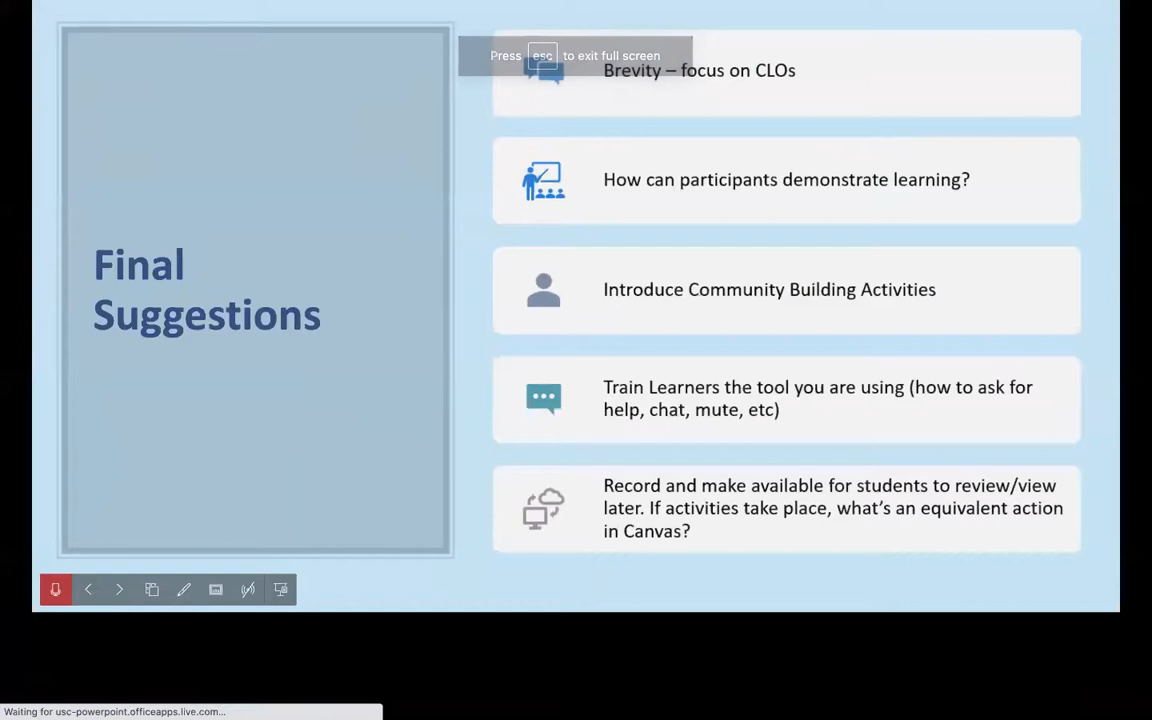 Press esc to exit full screen
Brevity – focus on CLOs
How can participants demonstrate learning?
Final
Suggestions
Introduce Community Building Activities
Train Learners the tool you are using (how to ask for
help, chat, mute, etc)
Record and make available for students to review/view
later. If activities take place, what's an equivalent action
in Canvas?
Waiting for usc-powerpoint.officeapps.live.com...